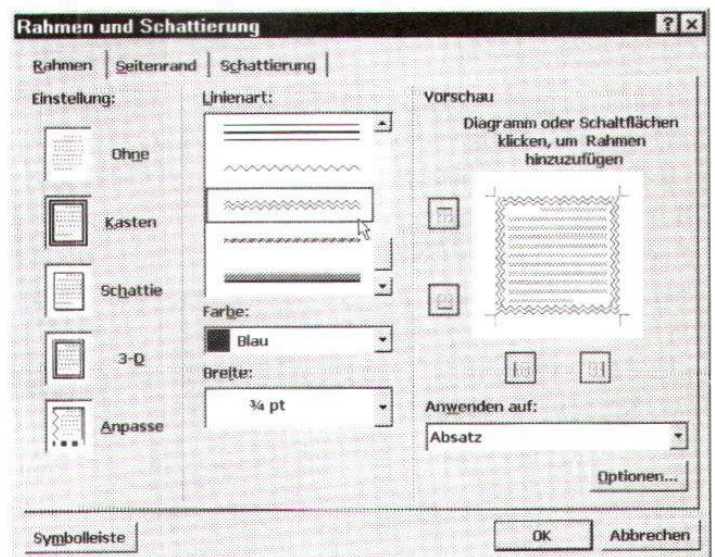 Rahmen und Schattierung
Rahmen
Seitenrand
Schattierung
Einstellung:
Ohne
Kasten
Schattie
3-D
Anpasse
Linienart:
Farbe:
Blau
Breite:
¾ pt
Vorschau
Diagramm oder Schaltflächen
klicken, um Rahmen
hinzuzufügen
Anwenden auf:
Absatz
Optionen...
Symbolleiste
OK
Abbrechen